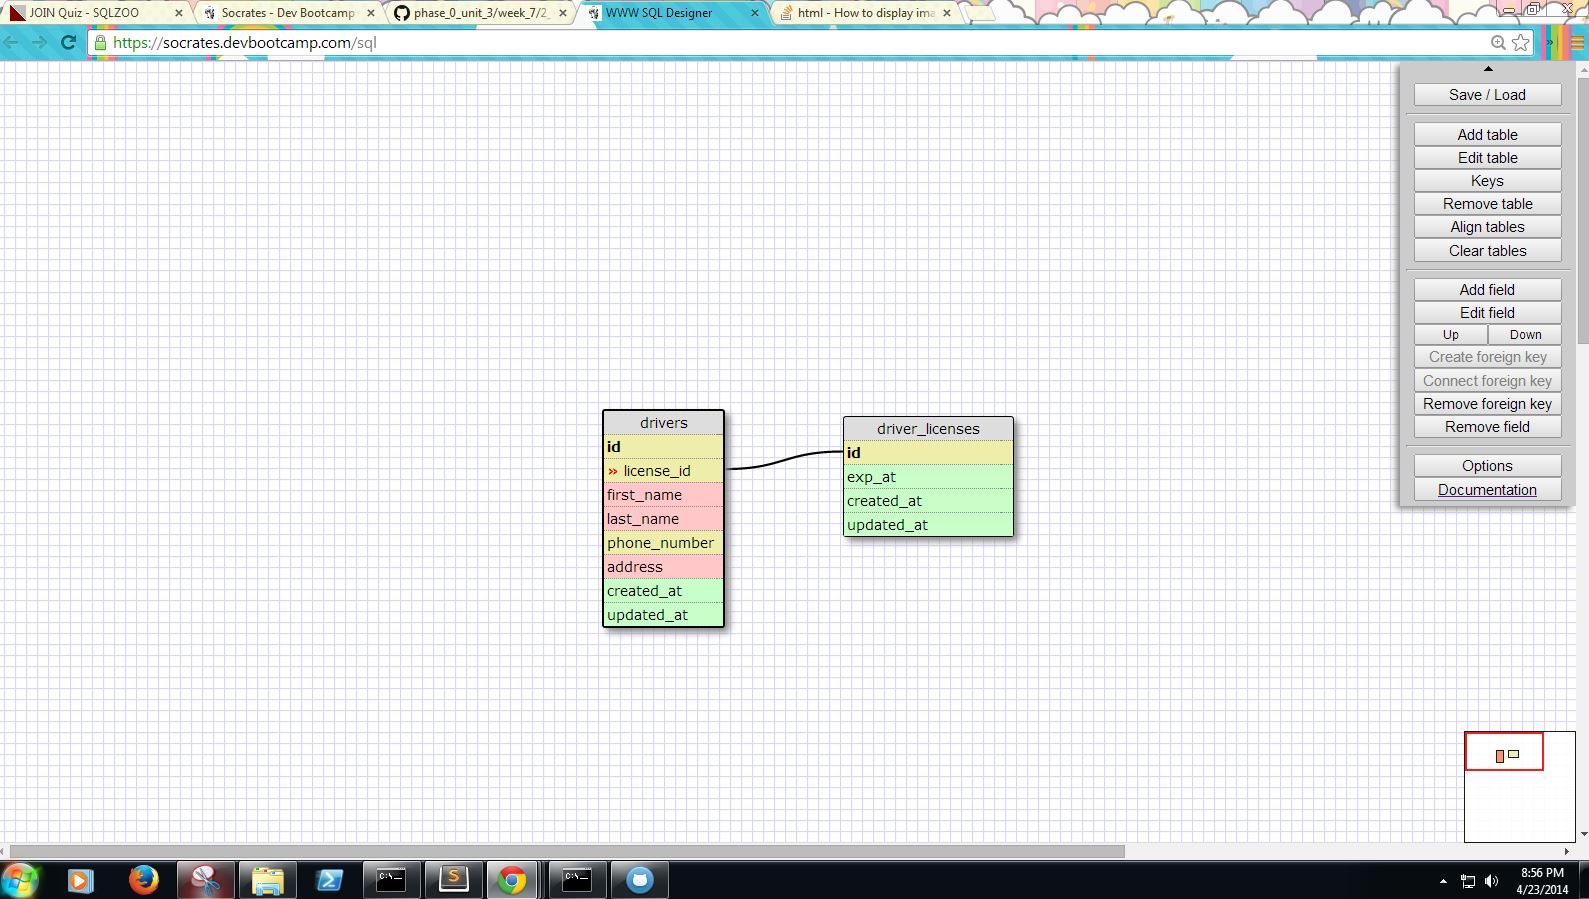 JOIN Quiz - SQLZOO
Socrates - Dev Bootcamp
phase_0_unit_3/week_7/2_
WWW SQL Designer
html - How to display ima
https://socrates.devbootcamp.com/sql
Save / Load
Add table
Edit table
Keys
Remove table
Align tables
Clear tables
Add field
Edit field
Up Down
Create foreign key
Connect foreign key
Remove foreign key
Remove field
Options
Documentation
drivers
id
» license_id
first_name
last_name
phone_number
address
created_at
updated_at
driver_licenses
id
exp_at
created_at
updated_at
C:\_
S
C:\_
8:56 PM
4/23/2014